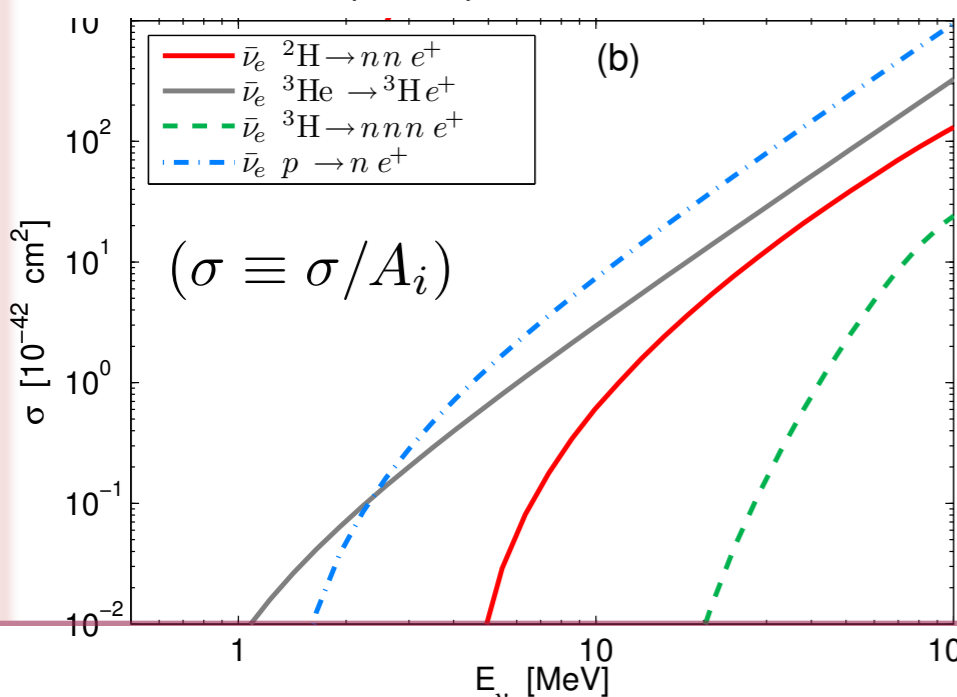 (b)
ν̄ₑ ²H → n n e⁺
ν̄ₑ ³He → ³H e⁺
ν̄ₑ ³H → n n n e⁺
ν̄ₑ p → n e⁺
(σ ≡ σ/Aᵢ)
σ [10⁻⁴² cm²]
10²
10¹
10⁰
10⁻¹
10⁻²
1 10
[MeV]